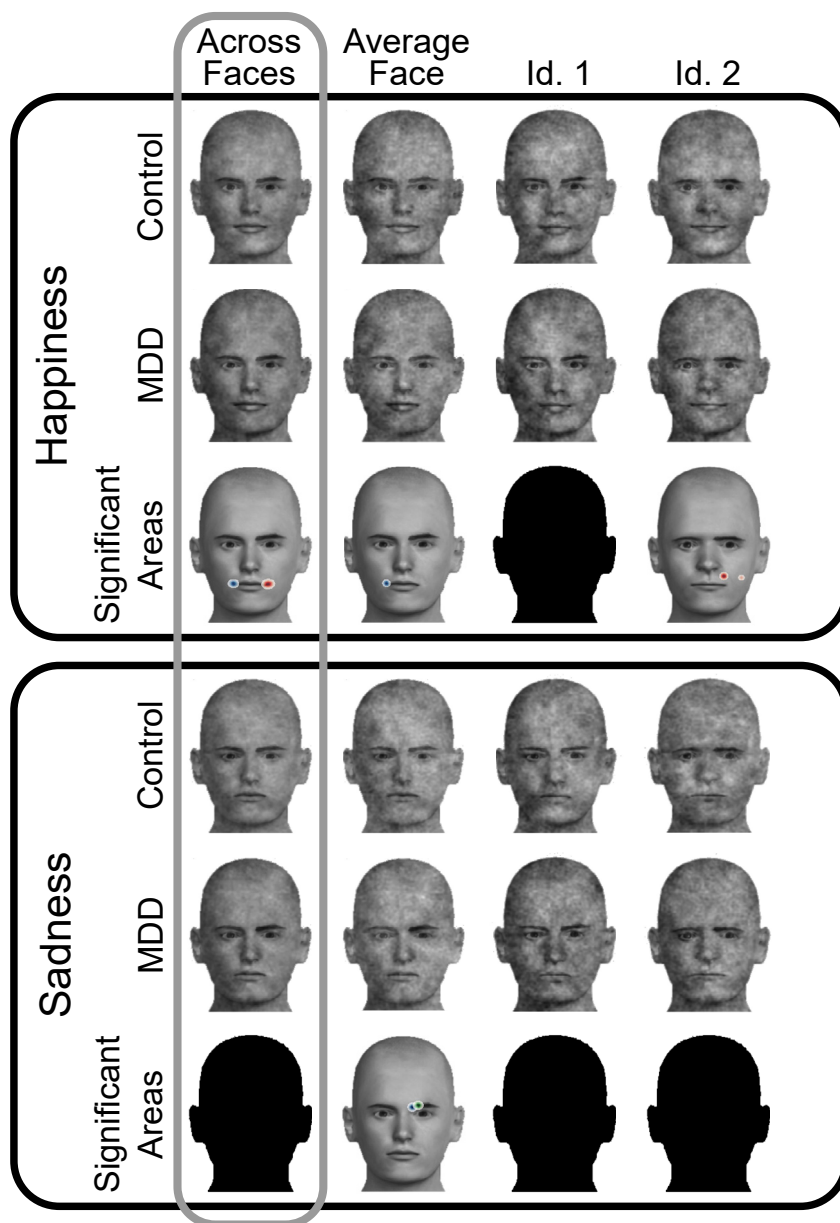 Across
Faces
Average
Face
Id. 1
Id. 2
Happiness
Control
MDD
Significant
Areas
Sadness
Control
MDD
Significant
Areas